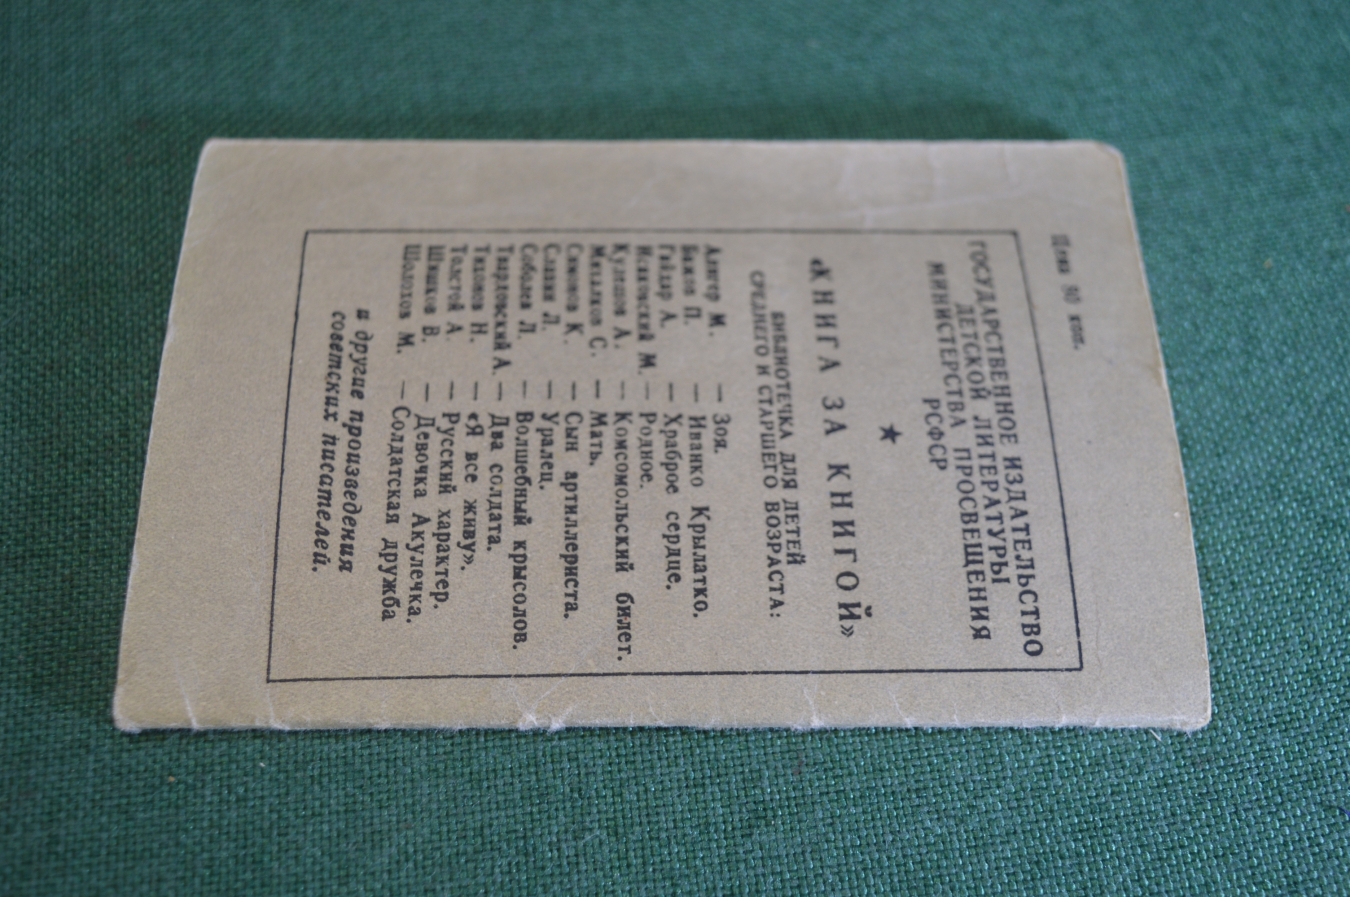 Цена 90 коп.
ГОСУДАРСТВЕННОЕ ИЗДАТЕЛЬСТВО
ДЕТСКОЙ ЛИТЕРАТУРЫ
МИНИСТЕРСТВА ПРОСВЕЩЕНИЯ
РСФСР
★
«КНИГА ЗА КНИГОЙ»
БИБЛИОТЕЧКА ДЛЯ ДЕТЕЙ
СРЕДНЕГО И СТАРШЕГО ВОЗРАСТА:
Алигер М. — Зоя.
Бажов П. — Иванко Крылатко.
Гайдар А. — Храброе сердце.
Исаковский М. — Родное.
Кулешов А. — Комсомольский билет.
Михалков С. — Мать.
Симонов К. — Сын артиллериста.
Славин Л. — Уралец.
Соболев Л. — Волшебный крысолов.
Твардовский А. — Два солдата.
Тихонов Н. — «Я все живу».
Толстой А. — Русский характер.
Шишков В. — Девочка Акулечка.
Шолохов М. — Солдатская дружба
и другие произведения
советских писателей.